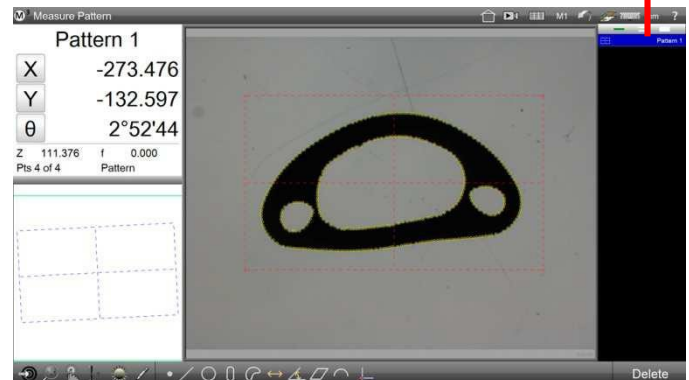 M³ Measure Pattern
M1
?
Pattern 1
Pattern 1
X -273.476
Y -132.597
θ 2°52'44
Z 111.376 f 0.000
Pts 4 of 4 Pattern
Delete